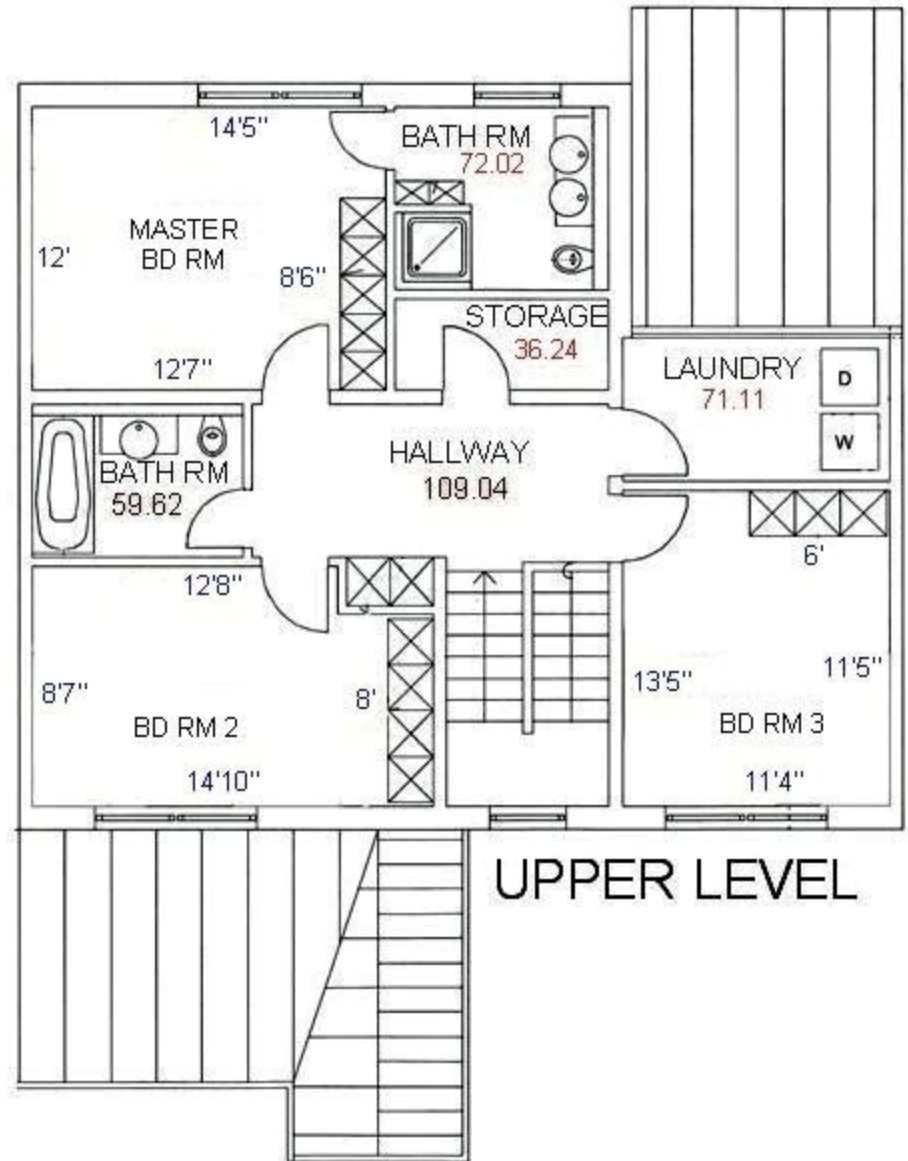 14'5"
BATH RM
72.02
MASTER
BD RM
12'
8'6"
12'7"
STORAGE
36.24
LAUNDRY
71.11
D
W
BATH RM
59.62
HALLWAY
109.04
6'
12'8"
8'7"
8'
BD RM 2
14'10"
13'5"
11'5"
BD RM 3
11'4"
UPPER LEVEL